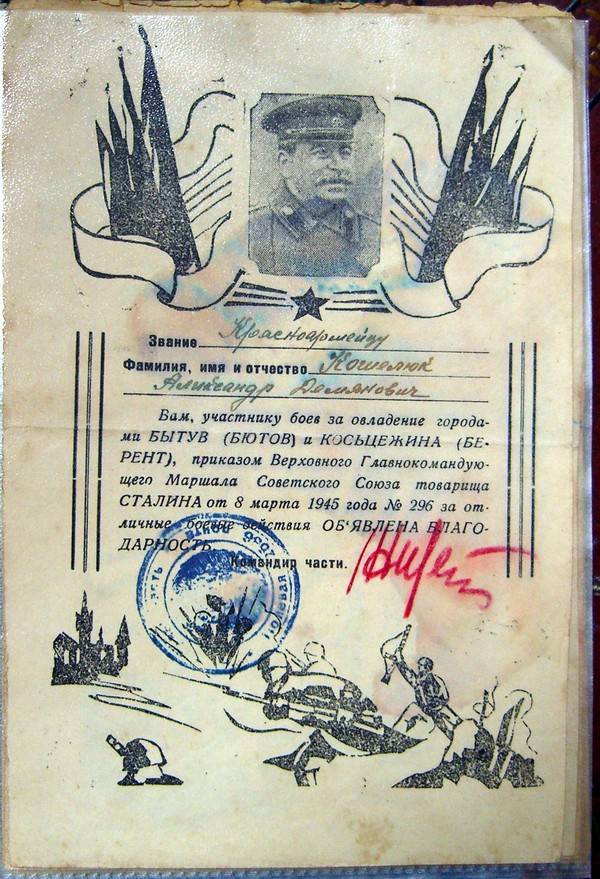 Звание Красноармейцу
Фамилия, имя и отчество Кошелюк
Александр Демянович
Вам, участнику боев за овладение города-
ми БЫТУВ (БЮТОВ) и КОСЬЦЕЖИНА (БЕ-
РЕНТ), приказом Верховного Главнокомандую-
щего Маршала Советского Союза товарища
СТАЛИНА от 8 марта 1945 года № 296 за от-
личные боевые действия ОБ‘ЯВЛЕНА БЛАГО-
ДАРНОСТЬ
Командир части.